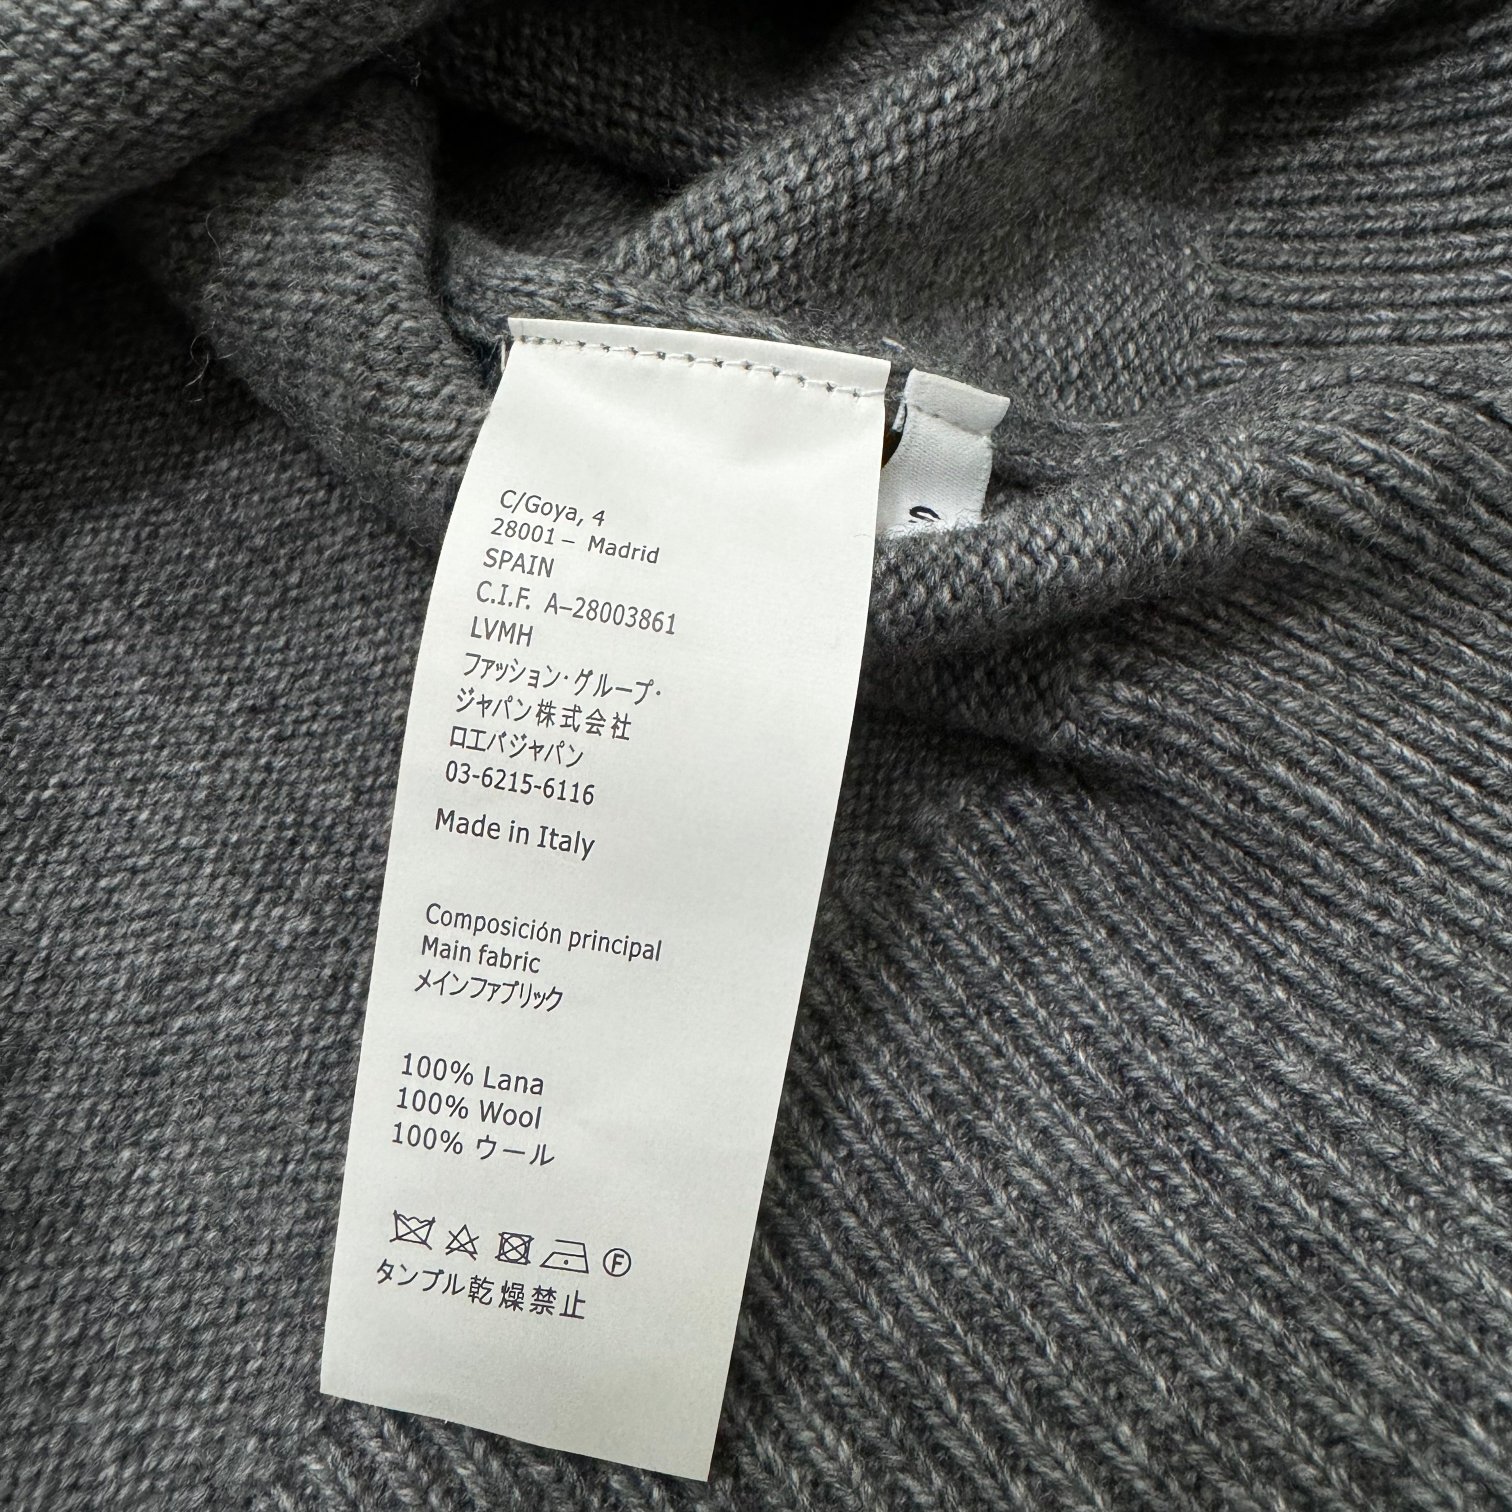 C/Goya, 4
28001 – Madrid
SPAIN
C.I.F. A–28003861
LVMH
ファッション・グループ・
ジャパン株式会社
ロエバジャパン
03-6215-6116
Made in Italy
Composición principal
Main fabric
メインファブリック
100% Lana
100% Wool
100% ウール
F
タンブル乾燥禁止